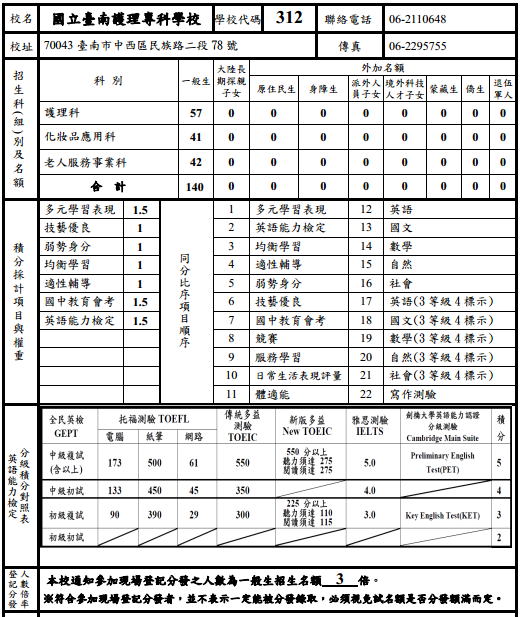 校名 國立臺南護理專科學校 學校代碼 312 聯絡電話 06-2110648
校址 70043 臺南市中西區民族路二段 78 號 傳真 06-2295755
招生科(組)別及名額
科 別 一般生 大陸長期探親子女 外加名額
原住民生 身障生 派外人員子女 境外科技人才子女 蒙藏生 僑生 退伍軍人
護理科 57 0 0 0 0 0 0 0 0
化妝品應用科 41 0 0 0 0 0 0 0 0
老人服務事業科 42 0 0 0 0 0 0 0 0
合 計 140 0 0 0 0 0 0 0 0
積分採計項目與權重
同分比序項目順序
多元學習表現 1.5 1 多元學習表現 12 英語
技藝優良 1 2 英語能力檢定 13 國文
弱勢身分 1 3 均衡學習 14 數學
均衡學習 1 4 適性輔導 15 自然
適性輔導 1 5 弱勢身分 16 社會
國中教育會考 1.5 6 技藝優良 17 英語(3 等級 4 標示)
英語能力檢定 1.5 7 國中教育會考 18 國文(3 等級 4 標示)
8 競賽 19 數學(3 等級 4 標示)
9 服務學習 20 自然(3 等級 4 標示)
10 日常生活表現評量 21 社會(3 等級 4 標示)
11 體適能 22 寫作測驗
英語能力檢定分級積分對照表
全民英檢 GEPT 托福測驗 TOEFL 傳統多益測驗 TOEIC 新版多益 New TOEIC 雅思測驗 IELTS 劍橋大學英語能力認證分級測驗 Cambridge Main Suite 積分
電腦 紙筆 網路
中級複試(含以上) 173 500 61 550 550 分以上 聽力須達 275 閱讀須達 275 5.0 Preliminary English Test(PET) 5
中級初試 133 450 45 350 4.0 4
初級複試 90 390 29 300 225 分以上 聽力須達 110 閱讀須達 115 3.0 Key English Test(KET) 3
初級初試 2
登記分發人數倍率
本校通知參加現場登記分發之人數為一般生招生名額 3 倍。
※符合參加現場登記分發者，並不表示一定能被分發錄取，必須視免試名額是否分發額滿而定。